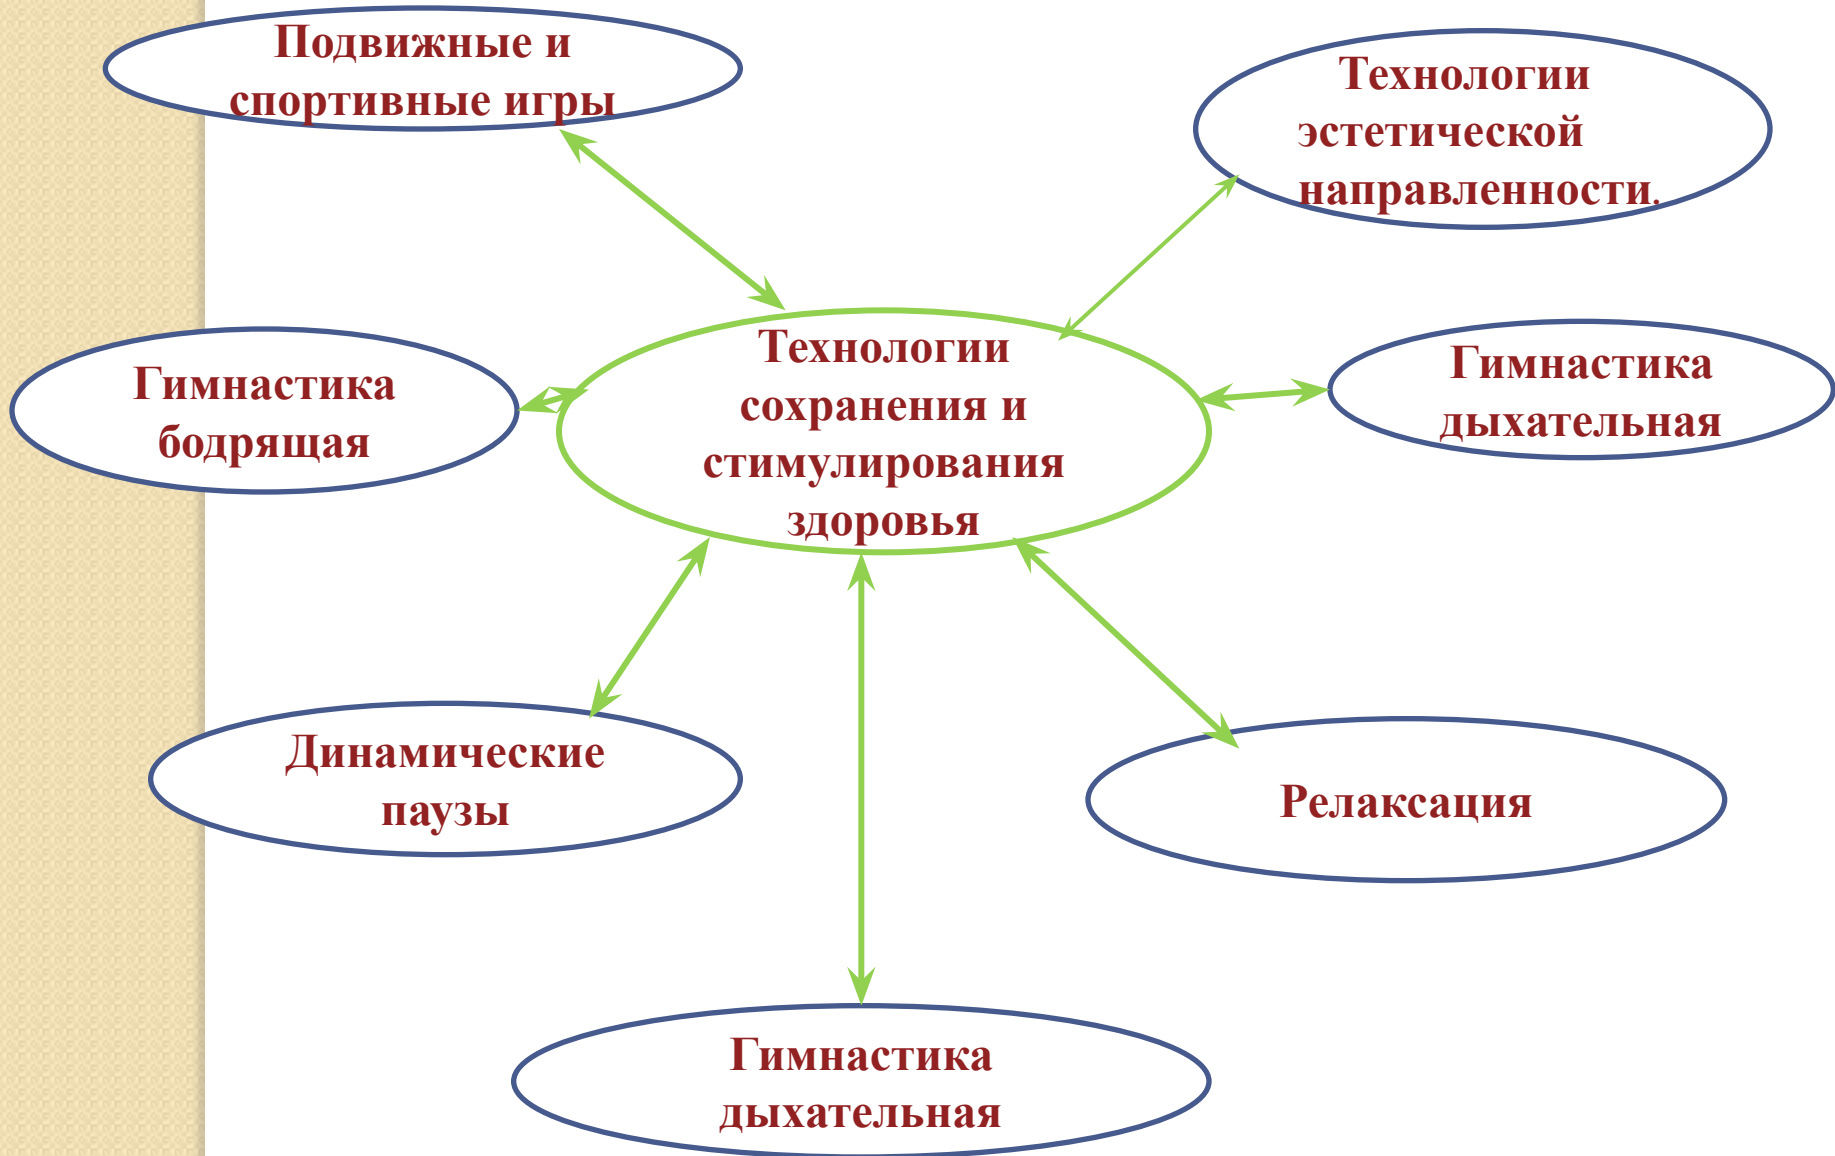 Подвижные и
спортивные игры
Технологии
эстетической
направленности.
Гимнастика
бодрящая
Технологии
сохранения и
стимулирования
здоровья
Гимнастика
дыхательная
Динамические
паузы
Релаксация
Гимнастика
дыхательная